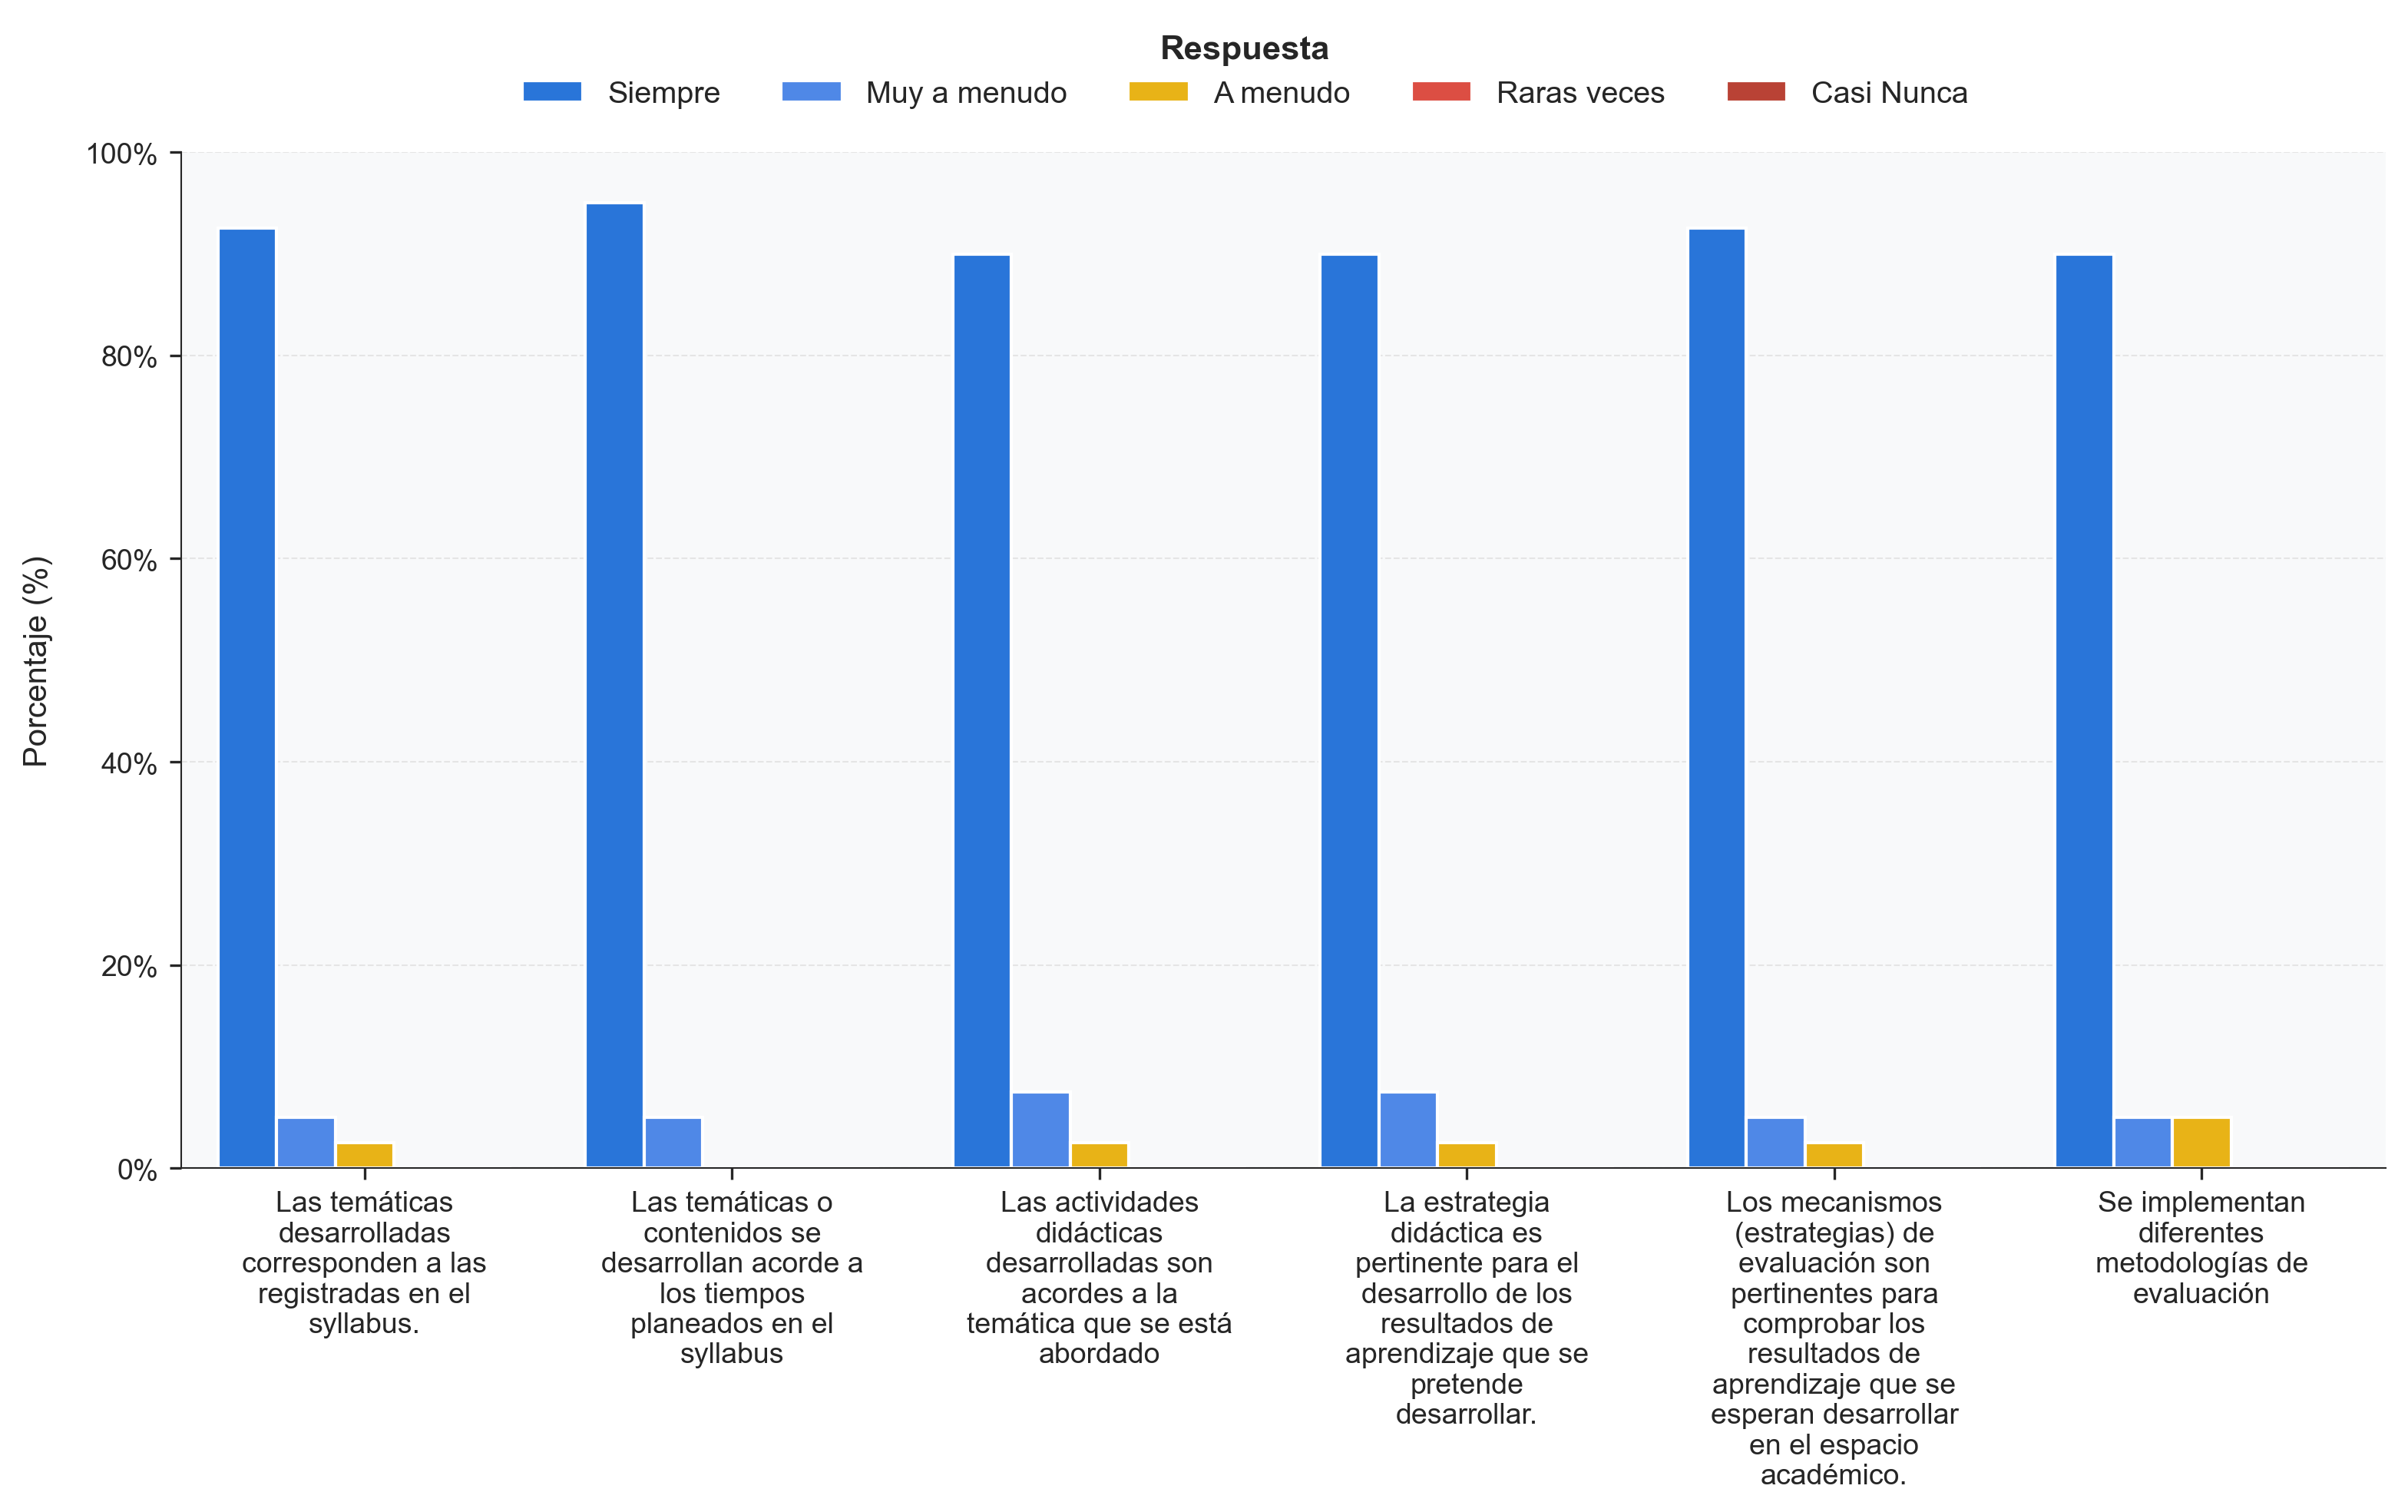 Respuesta
Siempre Muy a menudo A menudo Raras veces Casi Nunca
100%
80%
60%
40%
20%
0%
Porcentaje (%)
Las temáticas
desarrolladas
corresponden a las
registradas en el
syllabus.
Las temáticas o
contenidos se
desarrollan acorde a
los tiempos
planeados en el
syllabus
Las actividades
didácticas
desarrolladas son
acordes a la
temática que se está
abordado
La estrategia
didáctica es
pertinente para el
desarrollo de los
resultados de
aprendizaje que se
pretende
desarrollar.
Los mecanismos
(estrategias) de
evaluación son
pertinentes para
comprobar los
resultados de
aprendizaje que se
esperan desarrollar
en el espacio
académico.
Se implementan
diferentes
metodologías de
evaluación